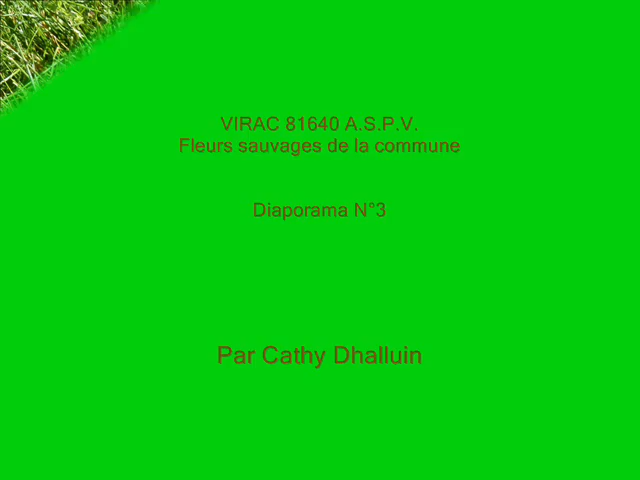 VIRAC 81640 A.S.P.V.
Fleurs sauvages de la commune
Diaporama N°3
Par Cathy Dhalluin